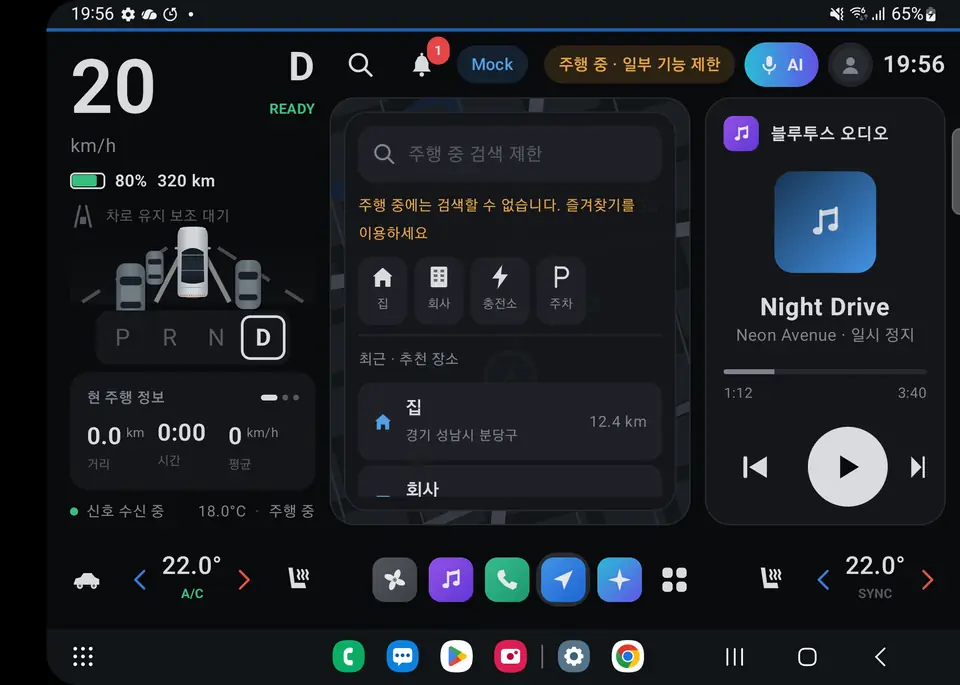 19:56
65%
20
D
READY
km/h
80% 320 km
차로 유지 보조 대기
P R N D
현 주행 정보
0.0 km 0:00 0 km/h
거리 시간 평균
신호 수신 중 18.0°C · 주행 중
1
Mock
주행 중 · 일부 기능 제한
AI
19:56
주행 중 검색 제한
주행 중에는 검색할 수 없습니다. 즐겨찾기를
이용하세요
집 회사 충전소 주차
최근 · 추천 장소
집
경기 성남시 분당구
12.4 km
회사
블루투스 오디오
Night Drive
Neon Avenue · 일시 정지
1:12 3:40
22.0°
A/C
22.0°
SYNC